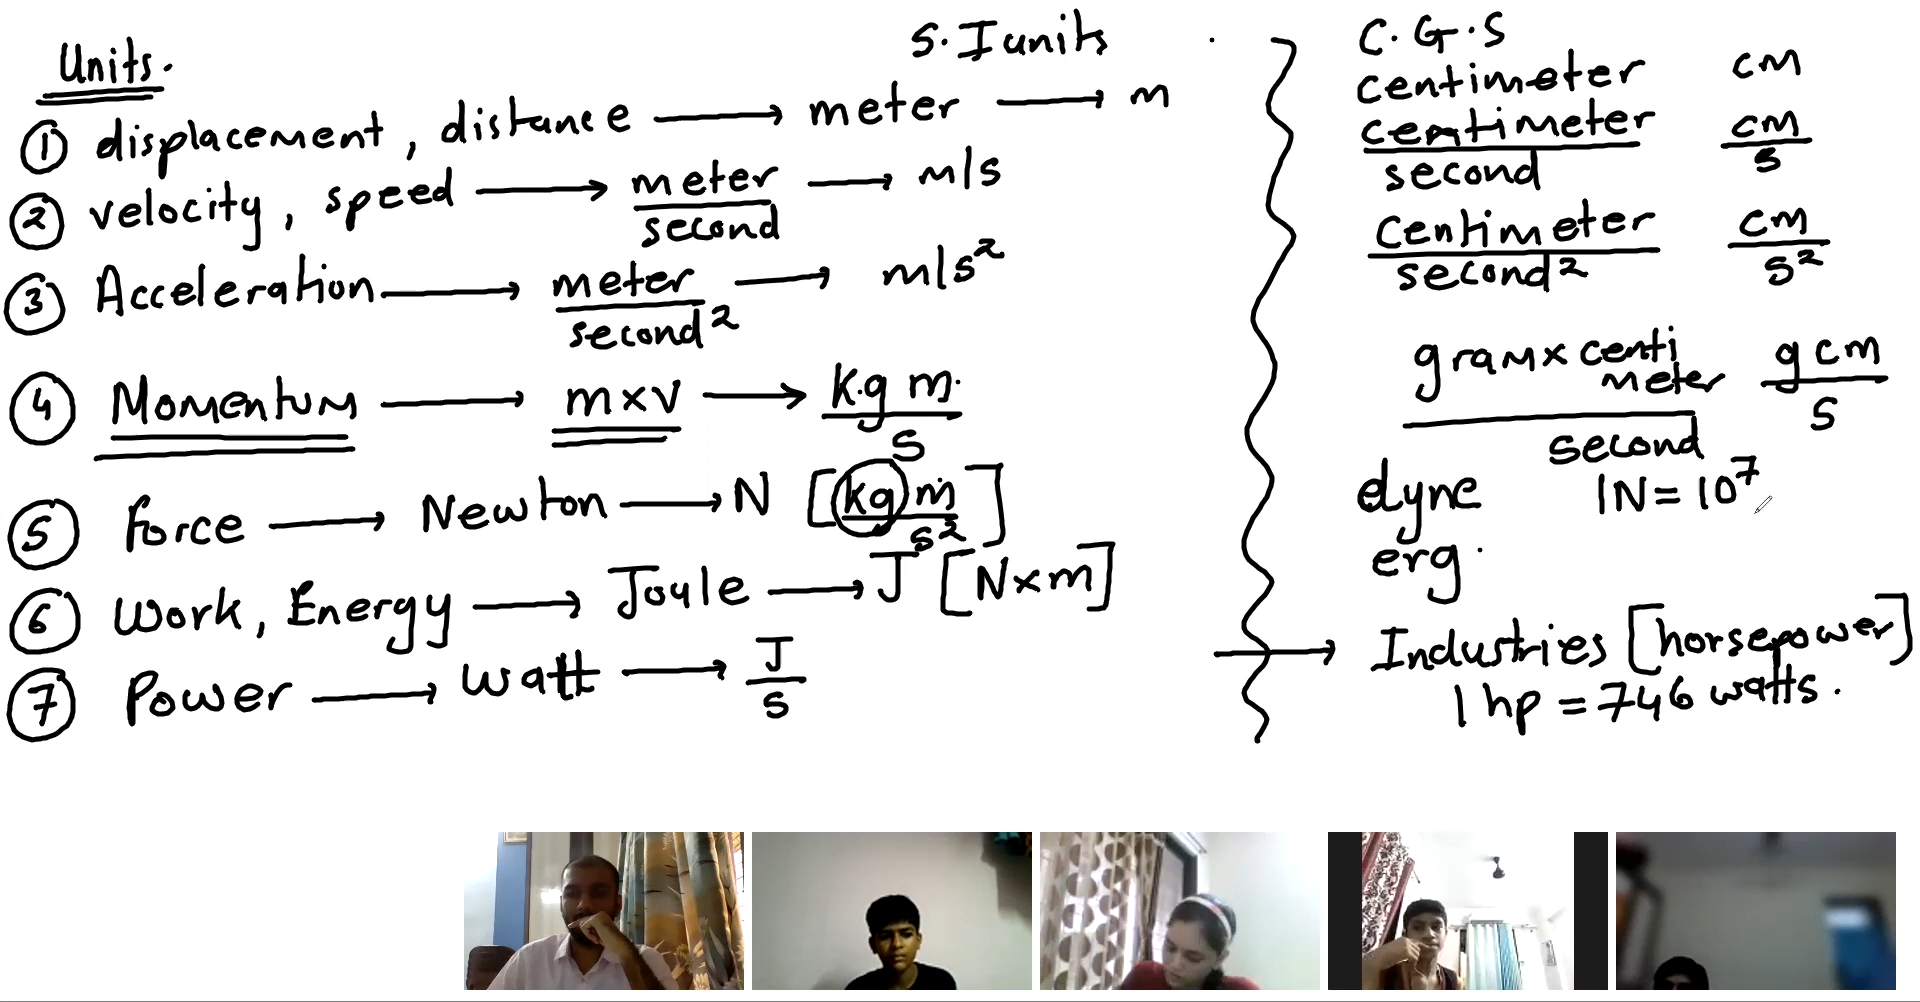 Units.
S.I units
① displacement, distance → meter → m
② velocity, speed → meter/second → m/s
③ Acceleration → meter/second² → m/s²
④ Momentum → m×v → k.g m./s
⑤ Force → Newton → N [kg m/s²]
⑥ Work, Energy → Joule → J [N×m]
⑦ Power → watt → J/s
C.G.S
centimeter cm
centimeter/second cm/s
centimeter/second² cm/s²
gram×centimeter/second g cm/s
dyne 1N=10⁷
erg
→ Industries [horsepower]
1 hp = 746 watts.